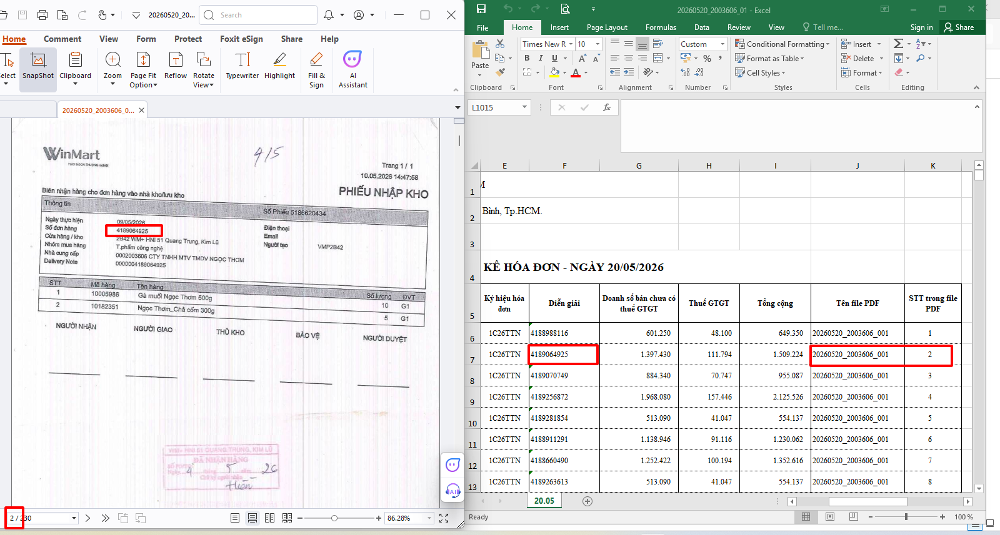 20260520_20...
Search
Home Comment View Form Protect Foxit eSign Share Help
elect
SnapShot
Clipboard
Zoom
Page Fit Option
Reflow
Rotate View
Typewriter
Highlight
Fill & Sign
AI Assistant
20260520_2003606_0...
WinMart
4/5
Trang 1 / 1
10.05.2026 14:47:58
PHIẾU NHẬP KHO
Biên nhận hàng cho đơn hàng vào nhà kho/lưu kho
Thông tin
Số Phiếu 5186620434
Ngày thực hiện 09/05/2026
Số đơn hàng 4189064925
Cửa hàng / kho 2B42 WM+ HNI 51 Quang Trung, Kim Lũ
Nhóm mua hàng T.phẩm công nghệ
Nhà cung cấp 0002003606 CTY TNHH MTV TMDV NGỌC THƠM
Delivery Note 0000004189064925
Điện thoại
Email
Người tạo VMP2B42
STT Mã hàng Tên hàng Số lượng ĐVT
1 10005986 Gà muối Ngọc Thơm 500g 10 G1
2 10182351 Ngọc Thơm_Chả cốm 300g 5 G1
NGƯỜI NHẬN NGƯỜI GIAO THỦ KHO BẢO VỆ NGƯỜI DUYỆT
WM+ HNI 51 QUANG TRUNG, KIM LŨ
ĐÃ NHẬN HÀNG
Ngày 4 tháng 5 năm 26
Hiền
2 / 230
86.28%
20260520_2003606_01 - Excel
File Home Insert Page Layout Formulas Data Review View Tell me... Sign in Share
Paste
Clipboard
Times New R 10
B I U
Font
Alignment
Custom
Number
Conditional Formatting
Format as Table
Cell Styles
Styles
Insert
Delete
Format
Cells
Editing
L1015
fx
E F G H I J K
1 M
2 Bình, Tp.HCM.
3
4 KÊ HÓA ĐƠN - NGÀY 20/05/2026
5 Ký hiệu hóa đơn Diễn giải Doanh số bán chưa có thuế GTGT Thuế GTGT Tổng cộng Tên file PDF STT trong file PDF
6 1C26TTN 4188988116 601.250 48.100 649.350 20260520_2003606_001 1
7 1C26TTN 4189064925 1.397.430 111.794 1.509.224 20260520_2003606_001 2
8 1C26TTN 4189070749 884.340 70.747 955.087 20260520_2003606_001 3
9 1C26TTN 4189256872 1.968.080 157.446 2.125.526 20260520_2003606_001 4
10 1C26TTN 4189281854 513.090 41.047 554.137 20260520_2003606_001 5
11 1C26TTN 4188911291 1.138.946 91.116 1.230.062 20260520_2003606_001 6
12 1C26TTN 4188660490 1.252.422 100.194 1.352.616 20260520_2003606_001 7
13 1C26TTN 4189263613 513.090 41.047 554.137 20260520_2003606_001 8
20.05
Ready
100 %